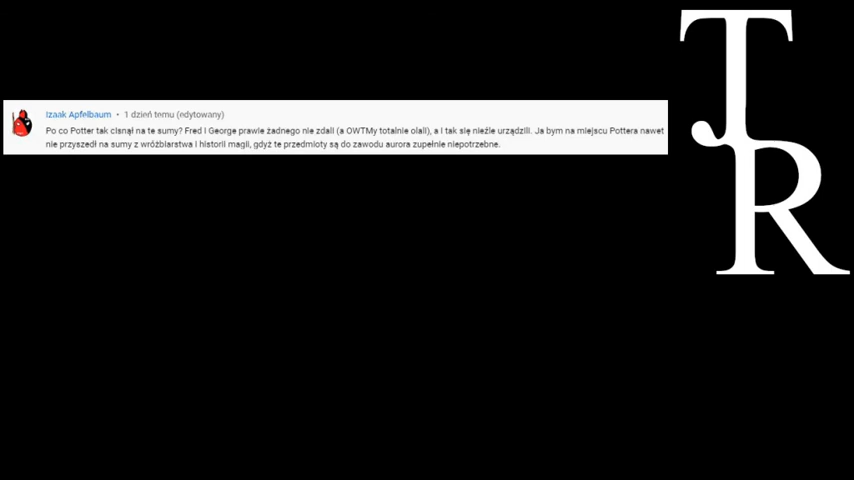 Izaak Apfelbaum • 1 dzień temu (edytowany)
Po co Potter tak cisnął na te sumy? Fred i George prawie żadnego nie zdali (a OWTMy totalnie olali), a i tak się nieźle urządzili. Ja bym na miejscu Pottera nawet
nie przyszedł na sumy z wróżbiarstwa i historii magii, gdyż te przedmioty są do zawodu aurora zupełnie niepotrzebne.
JR